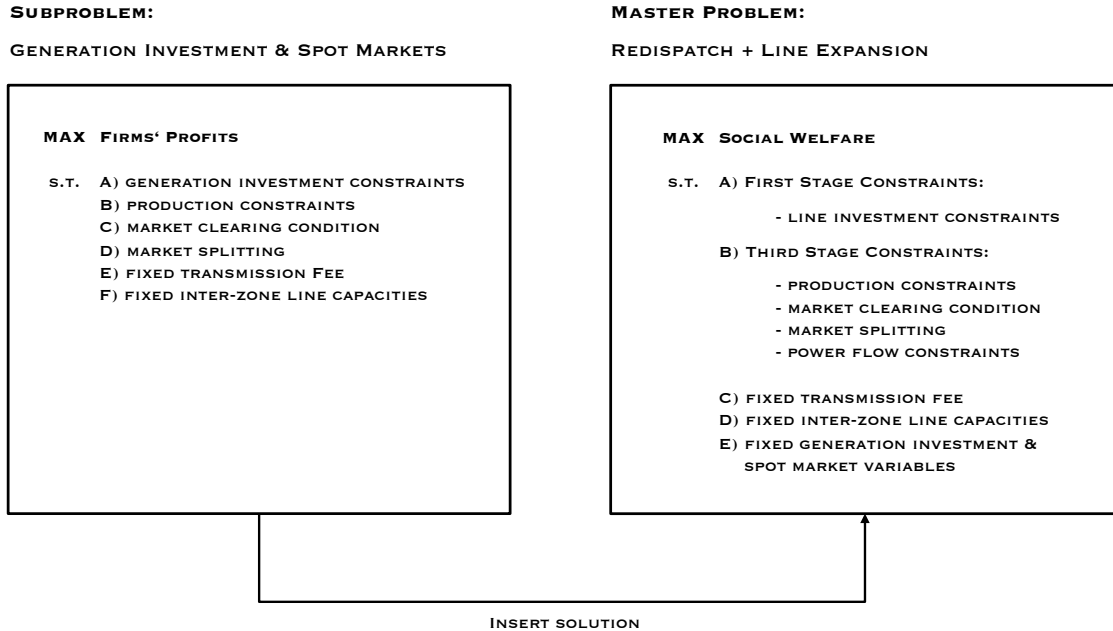 Subproblem:
Generation Investment & Spot Markets
max Firms‘ Profits
s.t. a) generation investment constraints
b) production constraints
c) market clearing condition
d) market splitting
e) fixed transmission Fee
f) fixed inter-zone line capacities
Master Problem:
Redispatch + Line Expansion
max Social Welfare
s.t. a) First Stage Constraints:
- line investment constraints
b) Third Stage Constraints:
- production constraints
- market clearing condition
- market splitting
- power flow constraints
c) fixed transmission fee
d) fixed inter-zone line capacities
e) fixed generation investment &
spot market variables
Insert solution